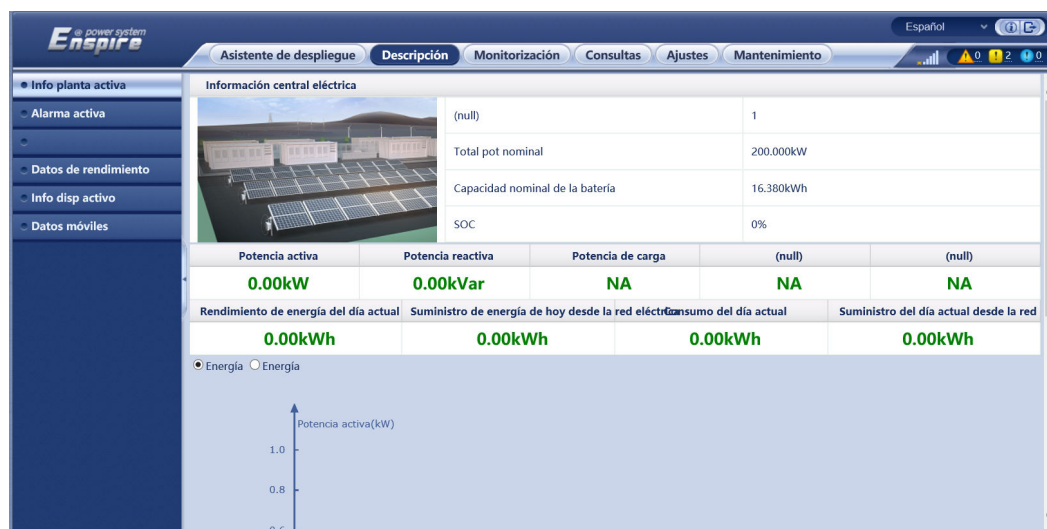 e power system
Enspire
Español
Asistente de despliegue Descripción Monitorización Consultas Ajustes Mantenimiento
0 2 0
Info planta activa
Alarma activa
Datos de rendimiento
Info disp activo
Datos móviles
Información central eléctrica
(null) 1
Total pot nominal 200.000kW
Capacidad nominal de la batería 16.380kWh
SOC 0%
Potencia activa Potencia reactiva Potencia de carga (null) (null)
0.00kW 0.00kVar NA NA NA
Rendimiento de energía del día actual Suministro de energía de hoy desde la red eléctrica Consumo del día actual Suministro del día actual desde la red
0.00kWh 0.00kWh 0.00kWh 0.00kWh
Energía Energía
Potencia activa(kW)
1.0
0.8
0.6